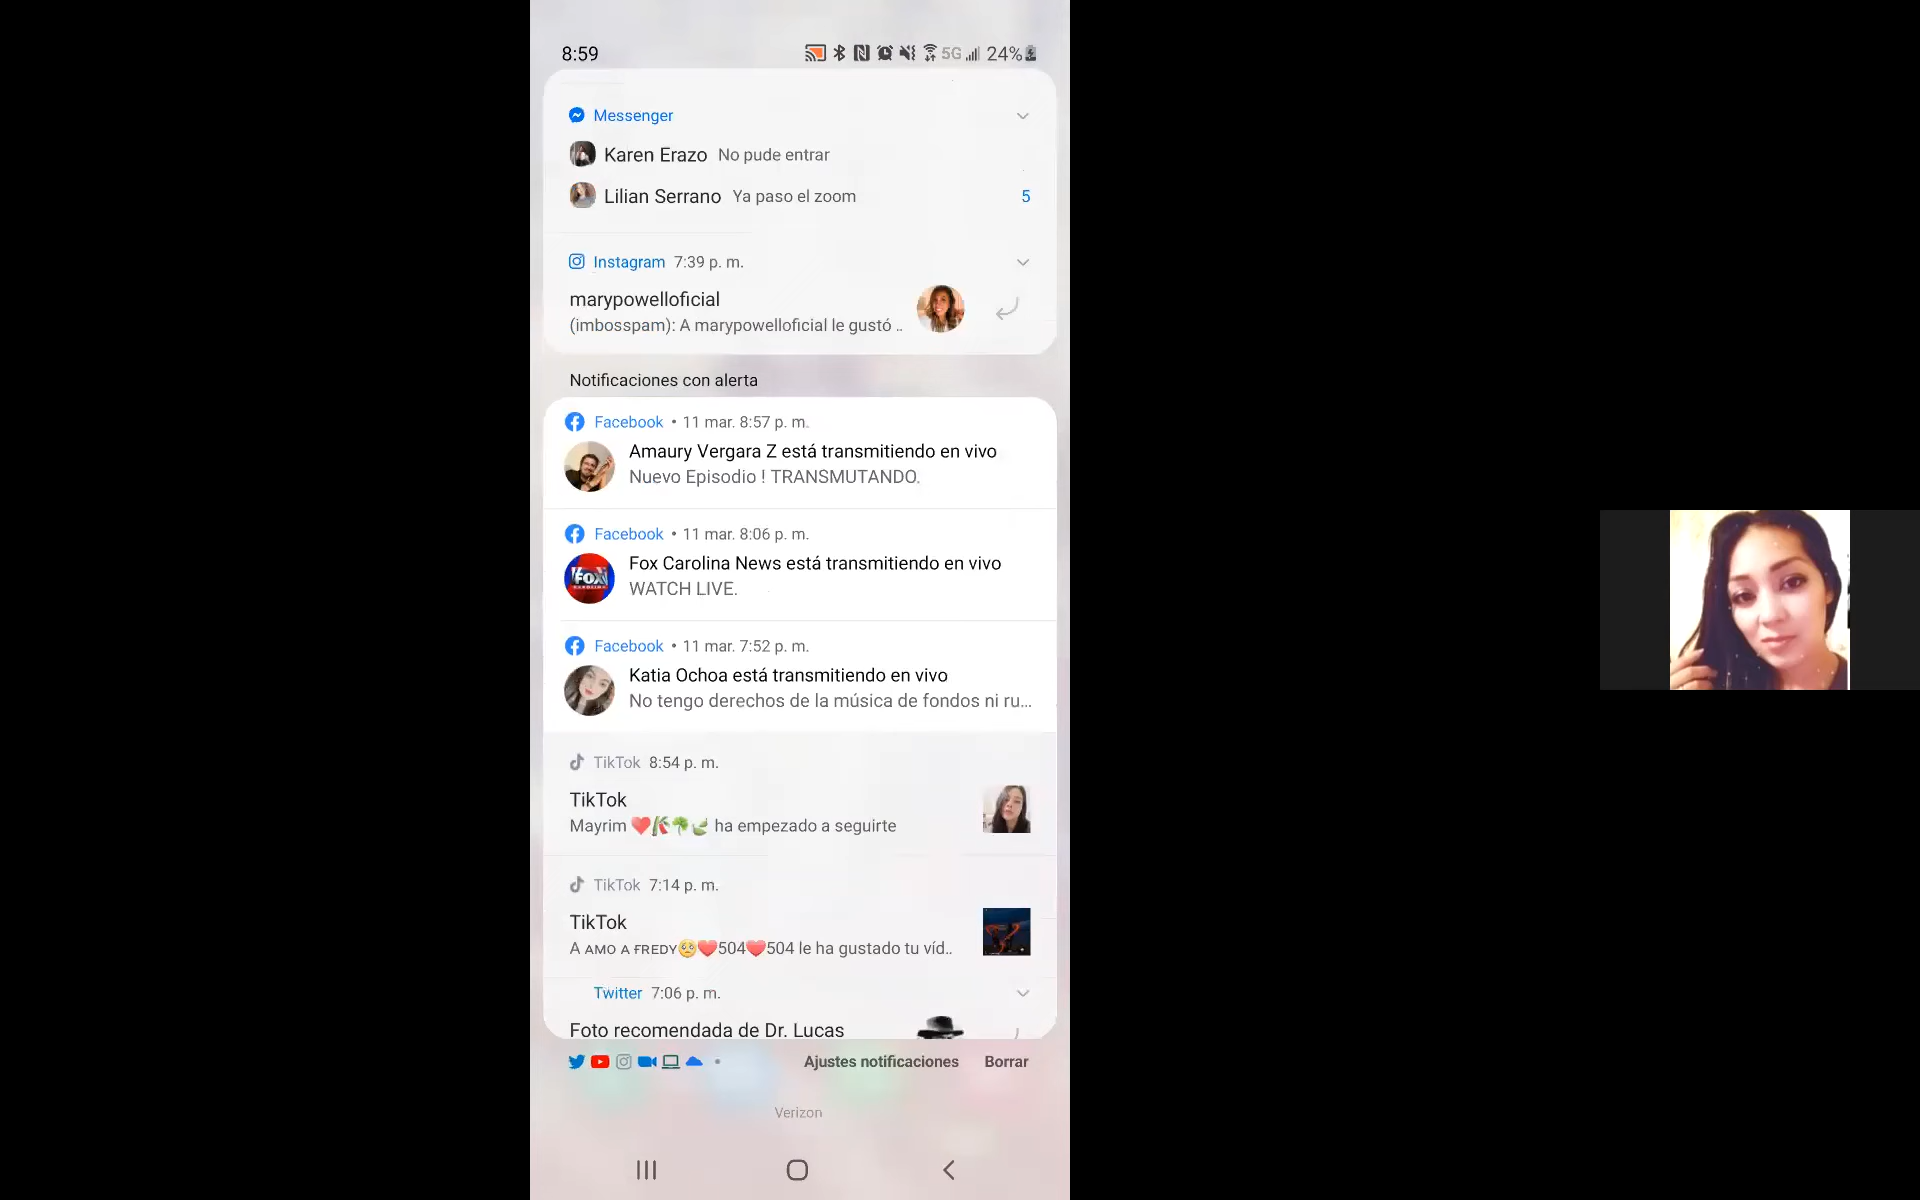 8:59
5G 24%
Messenger
Karen Erazo No pude entrar
Lilian Serrano Ya paso el zoom 5
Instagram 7:39 p. m.
marypowelloficial
(imbosspam): A marypowelloficial le gustó ..
Notificaciones con alerta
Facebook • 11 mar. 8:57 p. m.
Amaury Vergara Z está transmitiendo en vivo
Nuevo Episodio ! TRANSMUTANDO.
Facebook • 11 mar. 8:06 p. m.
FOX
CAROLINA
Fox Carolina News está transmitiendo en vivo
WATCH LIVE.
Facebook • 11 mar. 7:52 p. m.
Katia Ochoa está transmitiendo en vivo
No tengo derechos de la música de fondos ni ru...
TikTok 8:54 p. m.
TikTok
Mayrim ❤️🎋🌳🍃 ha empezado a seguirte
TikTok 7:14 p. m.
TikTok
A ᴀᴍᴏ ᴀ ғʀᴇᴅʏ🥺❤️504❤️504 le ha gustado tu víd..
Twitter 7:06 p. m.
Foto recomendada de Dr. Lucas
Ajustes notificaciones Borrar
Verizon